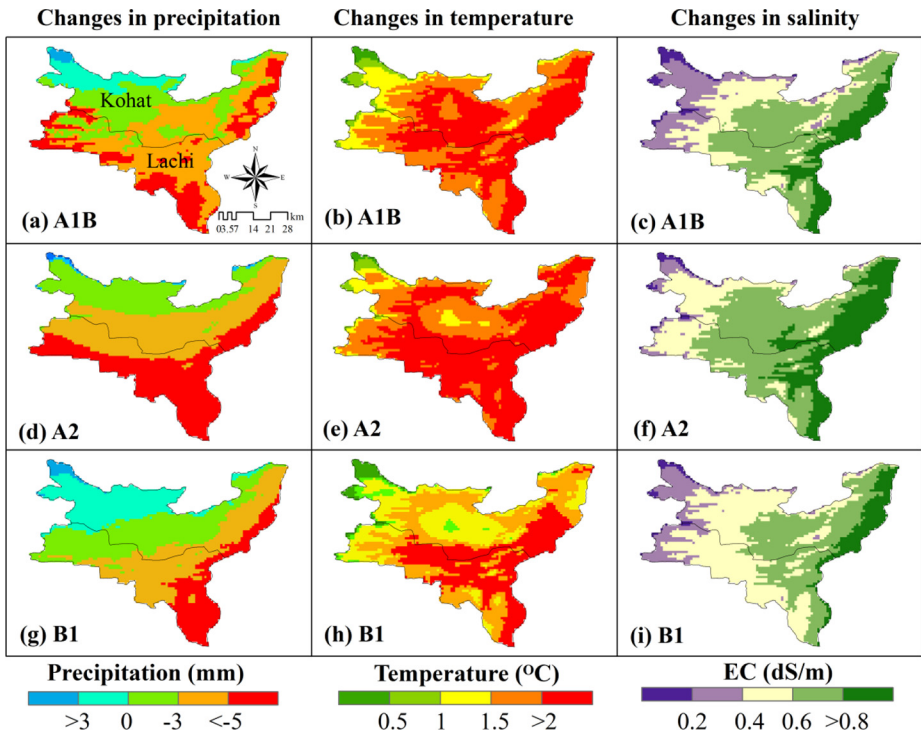 Changes in precipitation Changes in temperature Changes in salinity
Kohat
Lachi
N
W E
S
km
03.57 14 21 28
(a) A1B (b) A1B (c) A1B
(d) A2 (e) A2 (f) A2
(g) B1 (h) B1 (i) B1
Precipitation (mm) Temperature (ᴼC) EC (dS/m)
>3 0 -3 <-5 0.5 1 1.5 >2 0.2 0.4 0.6 >0.8